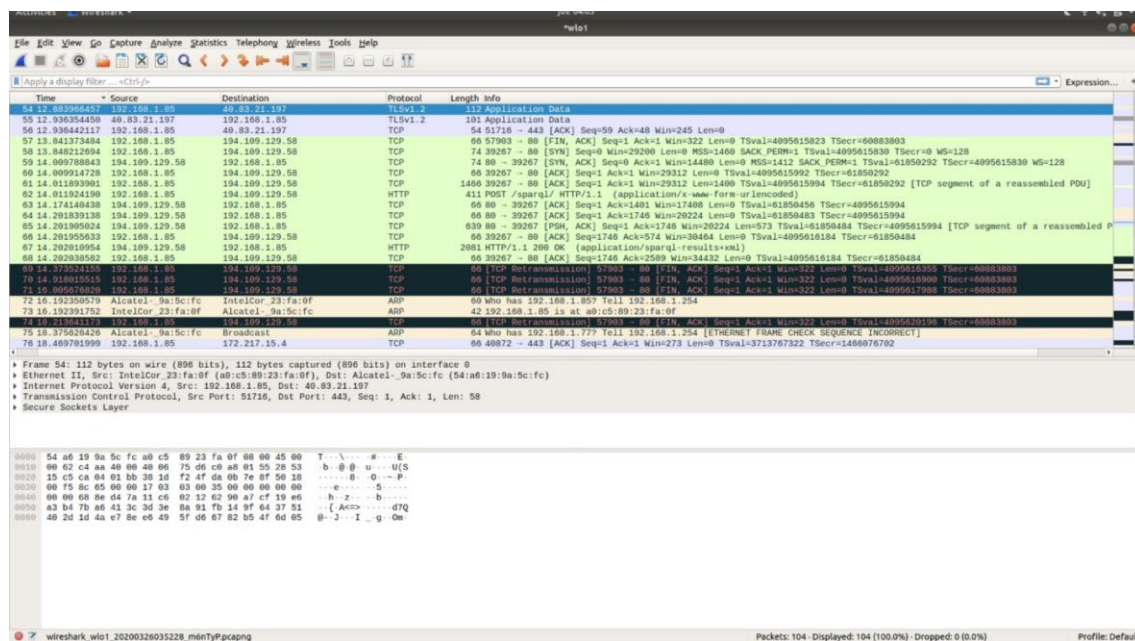 Activities Wireshark
jue 04:03
*wlo1
File Edit View Go Capture Analyze Statistics Telephony Wireless Tools Help
Apply a display filter ... <Ctrl-/>
Expression... +
Time Source Destination Protocol Length Info
54 12.883966457 192.168.1.85 40.83.21.197 TLSv1.2 112 Application Data
55 12.936354450 40.83.21.197 192.168.1.85 TLSv1.2 101 Application Data
56 12.936442117 192.168.1.85 40.83.21.197 TCP 54 51716 → 443 [ACK] Seq=59 Ack=48 Win=245 Len=0
57 13.841373484 192.168.1.85 194.109.129.58 TCP 66 57903 → 80 [FIN, ACK] Seq=1 Ack=1 Win=322 Len=0 TSval=4095615823 TSecr=60883803
58 13.848212694 192.168.1.85 194.109.129.58 TCP 74 39267 → 80 [SYN] Seq=0 Win=29200 Len=0 MSS=1460 SACK_PERM=1 TSval=4095615830 TSecr=0 WS=128
59 14.009788843 194.109.129.58 192.168.1.85 TCP 74 80 → 39267 [SYN, ACK] Seq=0 Ack=1 Win=14480 Len=0 MSS=1412 SACK_PERM=1 TSval=61850292 TSecr=4095615830 WS=128
60 14.009914728 192.168.1.85 194.109.129.58 TCP 66 39267 → 80 [ACK] Seq=1 Ack=1 Win=29312 Len=0 TSval=4095615992 TSecr=61850292
61 14.011893901 192.168.1.85 194.109.129.58 TCP 1466 39267 → 80 [ACK] Seq=1 Ack=1 Win=29312 Len=1400 TSval=4095615994 TSecr=61850292 [TCP segment of a reassembled PDU]
62 14.011924190 192.168.1.85 194.109.129.58 HTTP 411 POST /sparql/ HTTP/1.1 (application/x-www-form-urlencoded)
63 14.174140438 194.109.129.58 192.168.1.85 TCP 66 80 → 39267 [ACK] Seq=1 Ack=1401 Win=17408 Len=0 TSval=61850456 TSecr=4095615994
64 14.201839138 194.109.129.58 192.168.1.85 TCP 66 80 → 39267 [ACK] Seq=1 Ack=1746 Win=20224 Len=0 TSval=61850483 TSecr=4095615994
65 14.201905024 194.109.129.58 192.168.1.85 TCP 639 80 → 39267 [PSH, ACK] Seq=1 Ack=1746 Win=20224 Len=573 TSval=61850484 TSecr=4095615994 [TCP segment of a reassembled P
66 14.201955633 192.168.1.85 194.109.129.58 TCP 66 39267 → 80 [ACK] Seq=1746 Ack=574 Win=30464 Len=0 TSval=4095616184 TSecr=61850484
67 14.202010954 194.109.129.58 192.168.1.85 HTTP 2081 HTTP/1.1 200 OK (application/sparql-results+xml)
68 14.202038582 192.168.1.85 194.109.129.58 TCP 66 39267 → 80 [ACK] Seq=1746 Ack=2589 Win=34432 Len=0 TSval=4095616184 TSecr=61850484
69 14.373524155 192.168.1.85 194.109.129.58 TCP 66 [TCP Retransmission] 57903 → 80 [FIN, ACK] Seq=1 Ack=1 Win=322 Len=0 TSval=4095616355 TSecr=60883803
70 14.918015515 192.168.1.85 194.109.129.58 TCP 66 [TCP Retransmission] 57903 → 80 [FIN, ACK] Seq=1 Ack=1 Win=322 Len=0 TSval=4095616900 TSecr=60883803
71 16.005676820 192.168.1.85 194.109.129.58 TCP 66 [TCP Retransmission] 57903 → 80 [FIN, ACK] Seq=1 Ack=1 Win=322 Len=0 TSval=4095617988 TSecr=60883803
72 16.192350579 Alcatel-_9a:5c:fc IntelCor_23:fa:0f ARP 60 Who has 192.168.1.85? Tell 192.168.1.254
73 16.192391752 IntelCor_23:fa:0f Alcatel-_9a:5c:fc ARP 42 192.168.1.85 is at a0:c5:89:23:fa:0f
74 18.213641173 192.168.1.85 194.109.129.58 TCP 66 [TCP Retransmission] 57903 → 80 [FIN, ACK] Seq=1 Ack=1 Win=322 Len=0 TSval=4095620196 TSecr=60883803
75 18.375626426 Alcatel-_9a:5c:fc Broadcast ARP 64 Who has 192.168.1.77? Tell 192.168.1.254 [ETHERNET FRAME CHECK SEQUENCE INCORRECT]
76 18.469701999 192.168.1.85 172.217.15.4 TCP 66 40872 → 443 [ACK] Seq=1 Ack=1 Win=273 Len=0 TSval=3713767322 TSecr=1466076702
Frame 54: 112 bytes on wire (896 bits), 112 bytes captured (896 bits) on interface 0
Ethernet II, Src: IntelCor_23:fa:0f (a0:c5:89:23:fa:0f), Dst: Alcatel-_9a:5c:fc (54:a6:19:9a:5c:fc)
Internet Protocol Version 4, Src: 192.168.1.85, Dst: 40.83.21.197
Transmission Control Protocol, Src Port: 51716, Dst Port: 443, Seq: 1, Ack: 1, Len: 58
Secure Sockets Layer
0000 54 a6 19 9a 5c fc a0 c5 89 23 fa 0f 08 00 45 00 T···\··· ·#····E·
0010 00 62 c4 aa 40 00 40 06 75 d6 c0 a8 01 55 28 53 ·b··@·@· u····U(S
0020 15 c5 ca 04 01 bb 38 1d f2 4f da 0b 7e 8f 50 18 ······8· ·O··~·P·
0030 00 f5 8c 65 00 00 17 03 03 00 35 00 00 00 00 00 ···e···· ··5·····
0040 00 00 68 8e d4 7a 11 c6 02 12 62 90 a7 cf 19 e6 ··h··z·· ··b·····
0050 a3 b4 7b a6 41 3c 3d 3e 0a 91 fb 14 9f 64 37 51 ··{·A<=> ·····d7Q
0060 40 2d 1d 4a e7 8e e6 49 5f d6 67 82 b5 4f 6d 05 @-·J···I _·g··Om·
wireshark_wlo1_20200326035228_m6nTyP.pcapng
Packets: 104 · Displayed: 104 (100.0%) · Dropped: 0 (0.0%)
Profile: Defau